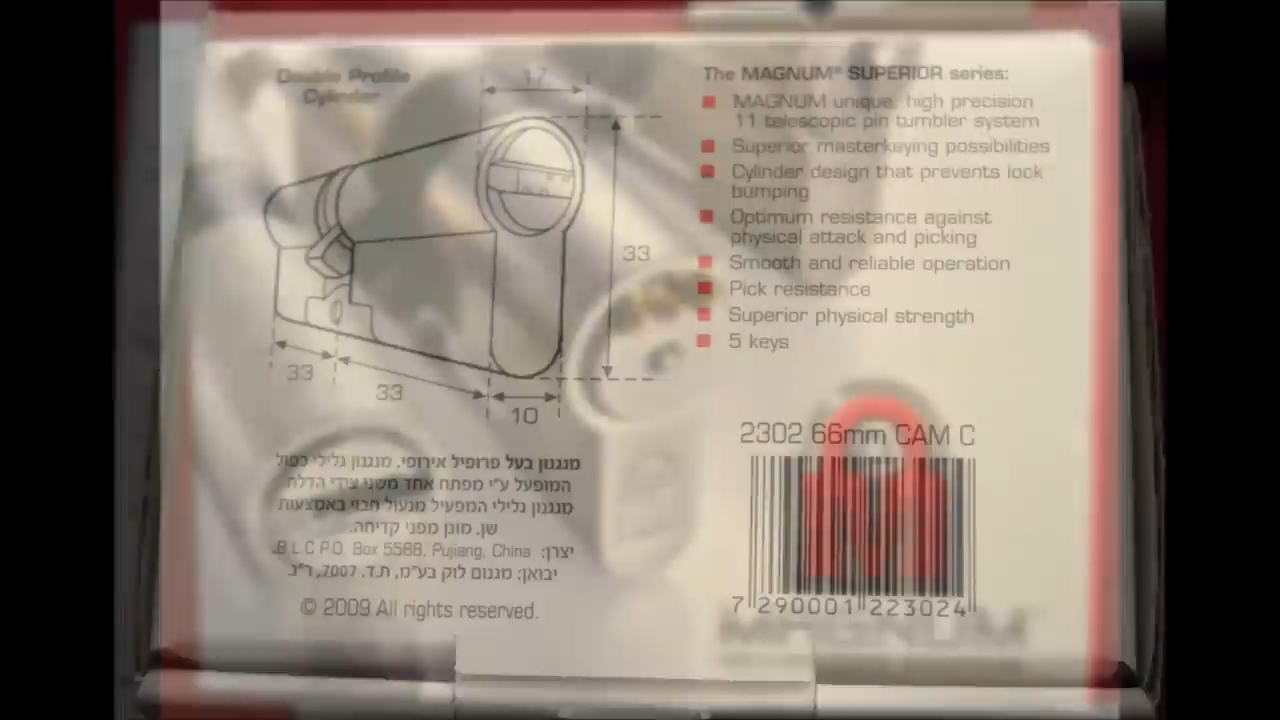 Double Profile
Cylinder
17
33
33
33
10
The MAGNUM® SUPERIOR series:
MAGNUM unique, high precision
11 telescopic pin tumbler system
Superior masterkeying possibilities
Cylinder design that prevents lock
bumping
Optimum resistance against
physical attack and picking
Smooth and reliable operation
Pick resistance
Superior physical strength
5 keys
2302 66mm CAM C
7 290001 223024
מנגנון בעל פרופיל אירופי. מנגנון גלילי כפול
המופעל ע"י מפתח אחד משני צידי הדלת
מנגנון גלילי המפעיל מנעול חבוי באמצעות
שן. מוגן מפני קדיחה.
יצרן: B.L.C P.O. Box 5588, Pujiang, China.
יבואן: מגנום לוק בע"מ, ת.ד. 7007, ר"ג.
© 2009 All rights reserved.
MAGNUM